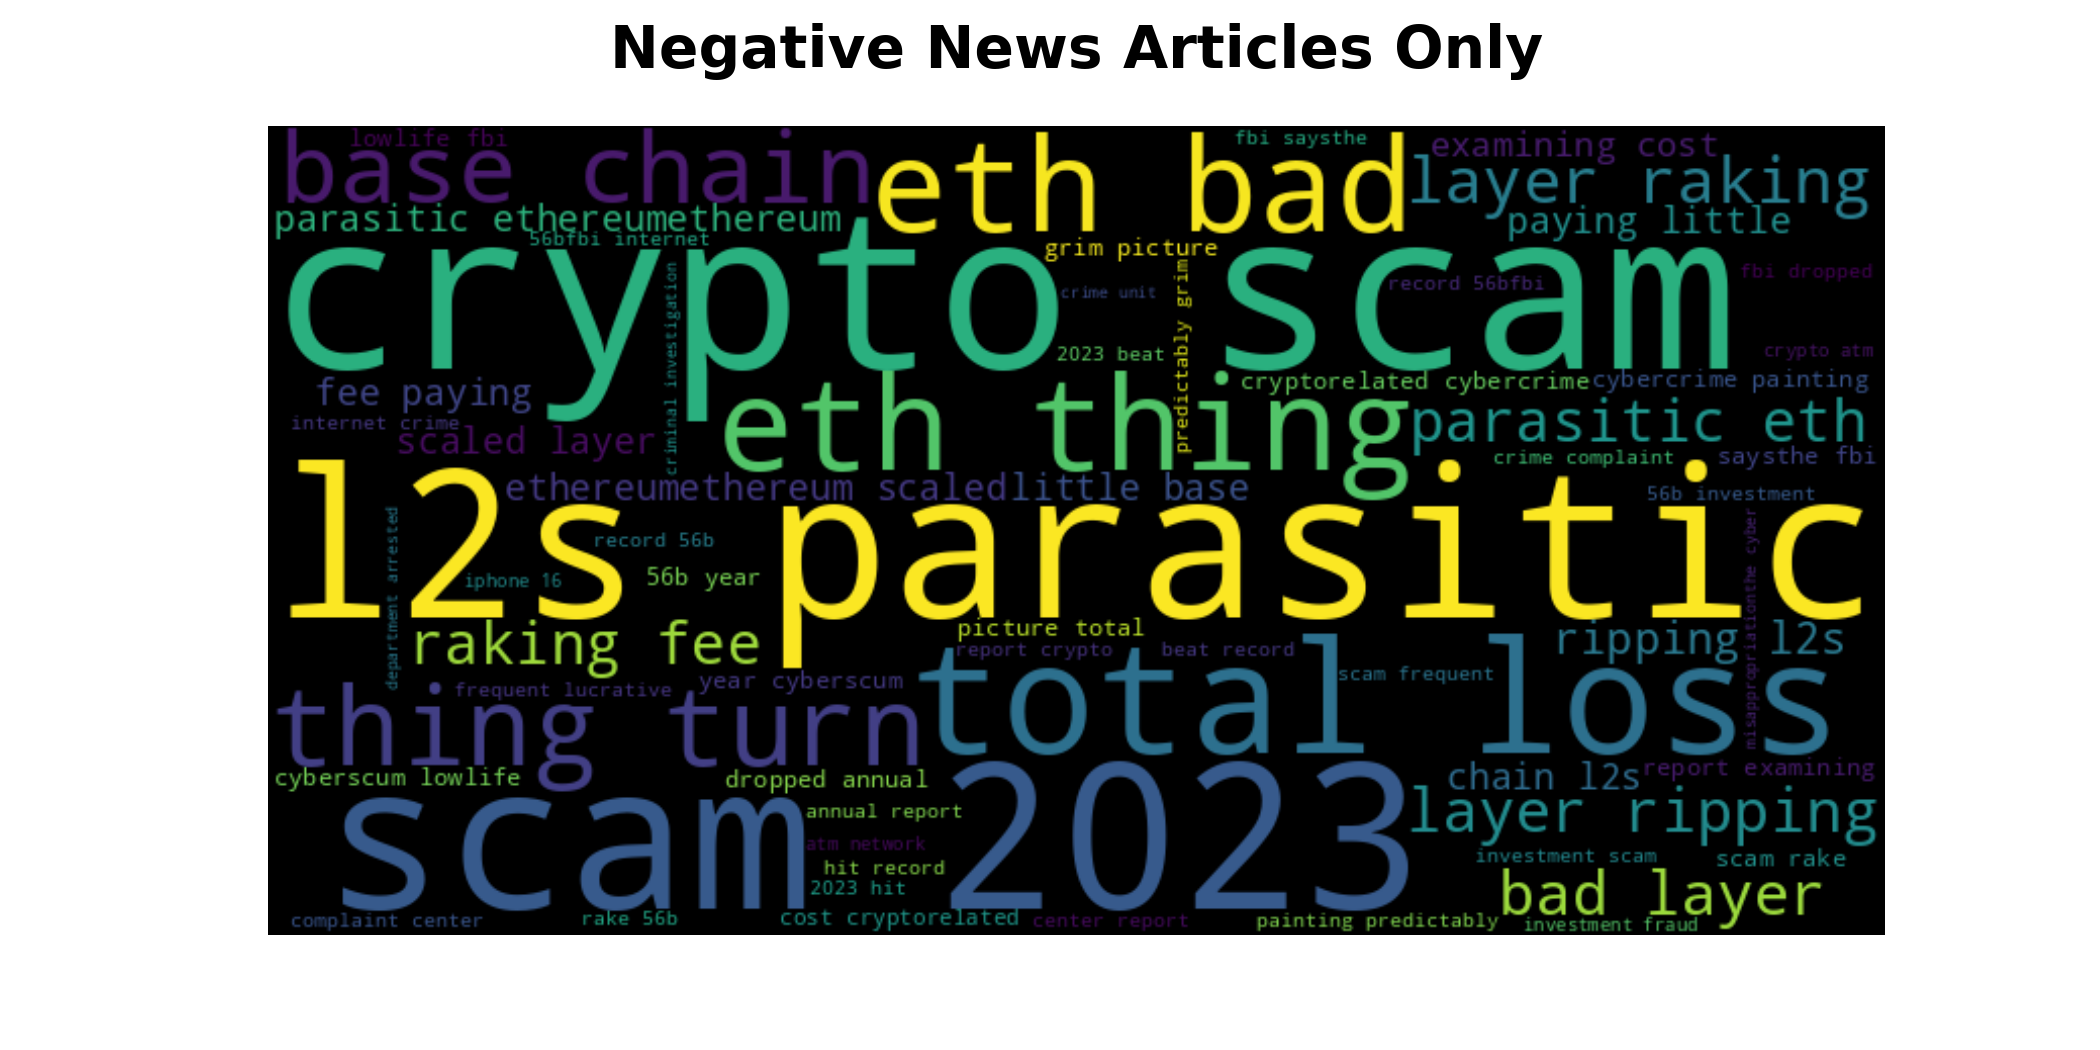 Negative News Articles Only
lowlife fbi
fbi saysthe
examining cost
base chain
eth bad
layer raking
parasitic ethereumethereum
paying little
56bfbi internet
grim picture
crypto scam
fbi dropped
record 56bfbi
crime unit
criminal investigation
predictably grim
2023 beat
crypto atm
fee paying
cryptorelated cybercrime
cybercrime painting
internet crime
eth thing
parasitic eth
scaled layer
crime complaint
saysthe fbi
ethereumethereum scaled
little base
56b investment
l2s parasitic
department arrested
record 56b
misappropriationthe cyber
iphone 16
56b year
raking fee
picture total
ripping l2s
report crypto
beat record
scam frequent
year cyberscum
frequent lucrative
total loss
thing turn
cyberscum lowlife
dropped annual
chain l2s
report examining
scam 2023
annual report
layer ripping
atm network
hit record
investment scam
scam rake
2023 hit
bad layer
complaint center
rake 56b
cost cryptorelated
center report
painting predictably
investment fraud